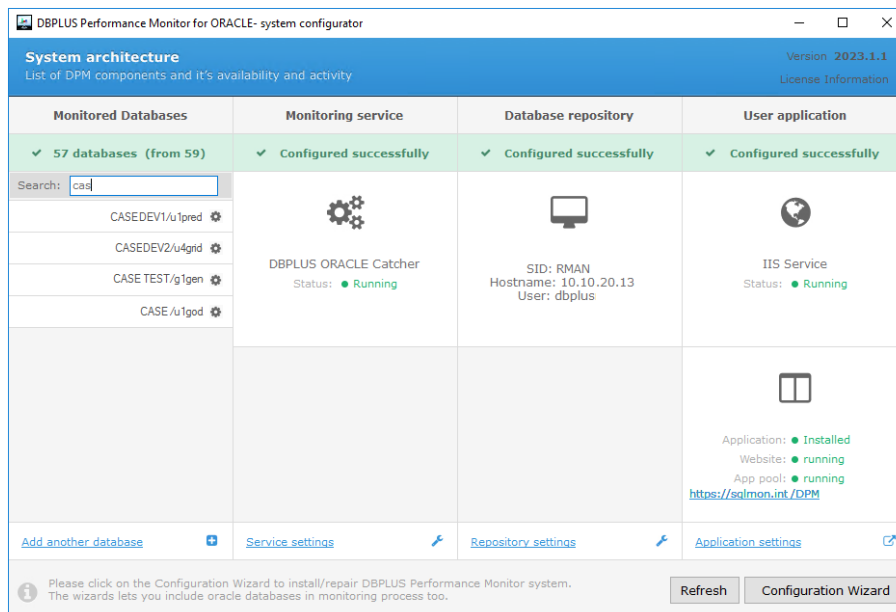 DBPLUS Performance Monitor for ORACLE- system configurator
System architecture
List of DPM components and it's availability and activity
Version 2023.1.1
License Information
Monitored Databases
Monitoring service
Database repository
User application
57 databases (from 59)
Configured successfully
Configured successfully
Configured successfully
Search: cas
CASEDEV1/u1pred
CASEDEV2/u4grid
CASE TEST/g1gen
CASE/u1god
DBPLUS ORACLE Catcher
Status: Running
SID: RMAN
Hostname: 10.10.20.13
User: dbplus
IIS Service
Status: Running
Application: Installed
Website: running
App pool: running
https://sqlmon.int/DPM
Add another database
Service settings
Repository settings
Application settings
Please click on the Configuration Wizard to install/repair DBPLUS Performance Monitor system.
The wizards lets you include oracle databases in monitoring process too.
Refresh
Configuration Wizard